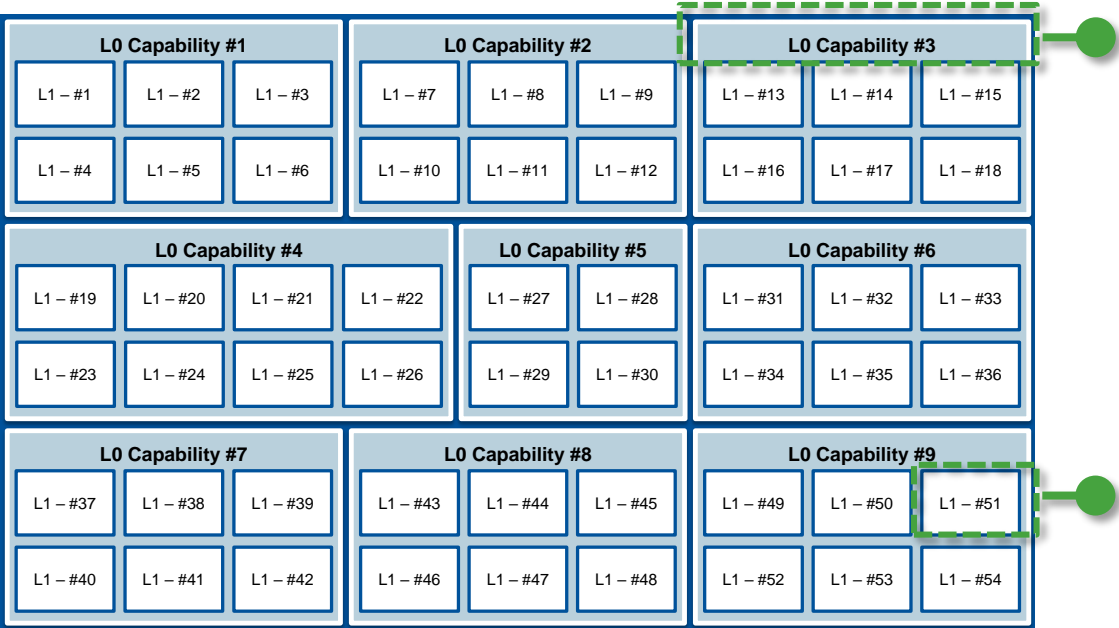 L0 Capability #1
L1 – #1
L1 – #2
L1 – #3
L1 – #4
L1 – #5
L1 – #6
L0 Capability #2
L1 – #7
L1 – #8
L1 – #9
L1 – #10
L1 – #11
L1 – #12
L0 Capability #3
L1 – #13
L1 – #14
L1 – #15
L1 – #16
L1 – #17
L1 – #18
L0 Capability #4
L1 – #19
L1 – #20
L1 – #21
L1 – #22
L1 – #23
L1 – #24
L1 – #25
L1 – #26
L0 Capability #5
L1 – #27
L1 – #28
L1 – #29
L1 – #30
L0 Capability #6
L1 – #31
L1 – #32
L1 – #33
L1 – #34
L1 – #35
L1 – #36
L0 Capability #7
L1 – #37
L1 – #38
L1 – #39
L1 – #40
L1 – #41
L1 – #42
L0 Capability #8
L1 – #43
L1 – #44
L1 – #45
L1 – #46
L1 – #47
L1 – #48
L0 Capability #9
L1 – #49
L1 – #50
L1 – #51
L1 – #52
L1 – #53
L1 – #54